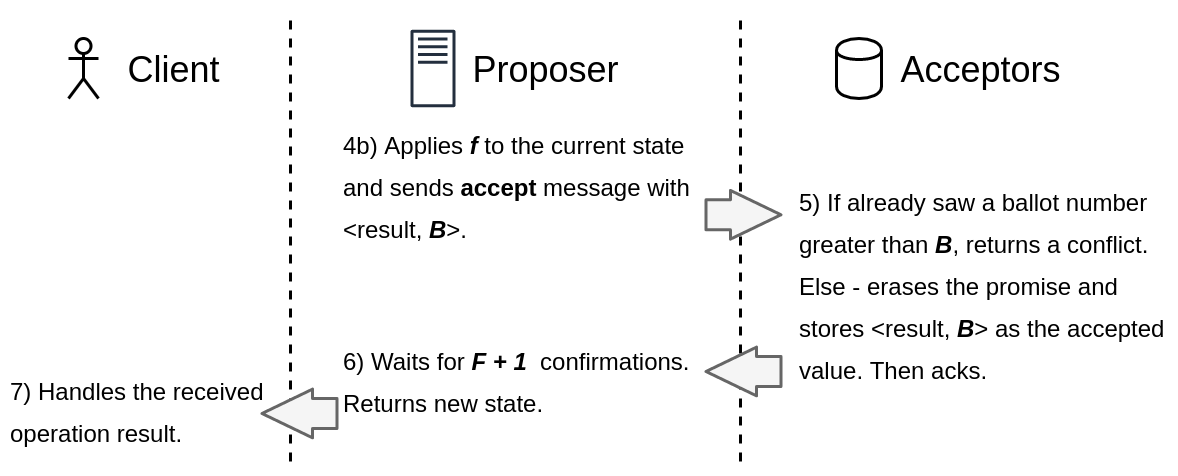 Client
Proposer
Acceptors
4b) Applies f to the current state
and sends accept message with
<result, B>.
5) If already saw a ballot number
greater than B, returns a conflict.
Else - erases the promise and
stores <result, B> as the accepted
value. Then acks.
6) Waits for F + 1 confirmations.
Returns new state.
7) Handles the received
operation result.